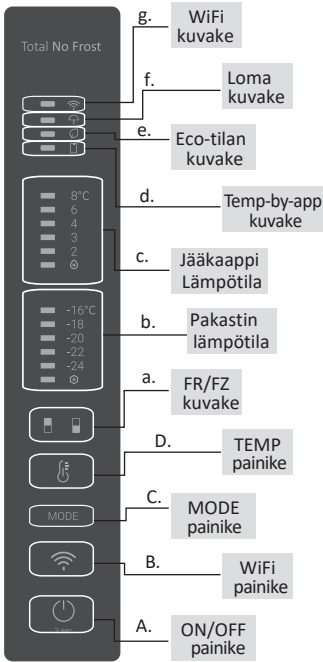 g. WiFi
kuvake
Total No Frost
f. Loma
kuvake
e. Eco-tilan
kuvake
d. Temp-by-app
kuvake
8°C
6
4
3
2
c. Jääkaappi
Lämpötila
-16°C
-18
-20
-22
-24
b. Pakastin
lämpötila
a. FR/FZ
kuvake
D. TEMP
painike
MODE
C. MODE
painike
B. WiFi
painike
3 sec
A. ON/OFF
painike